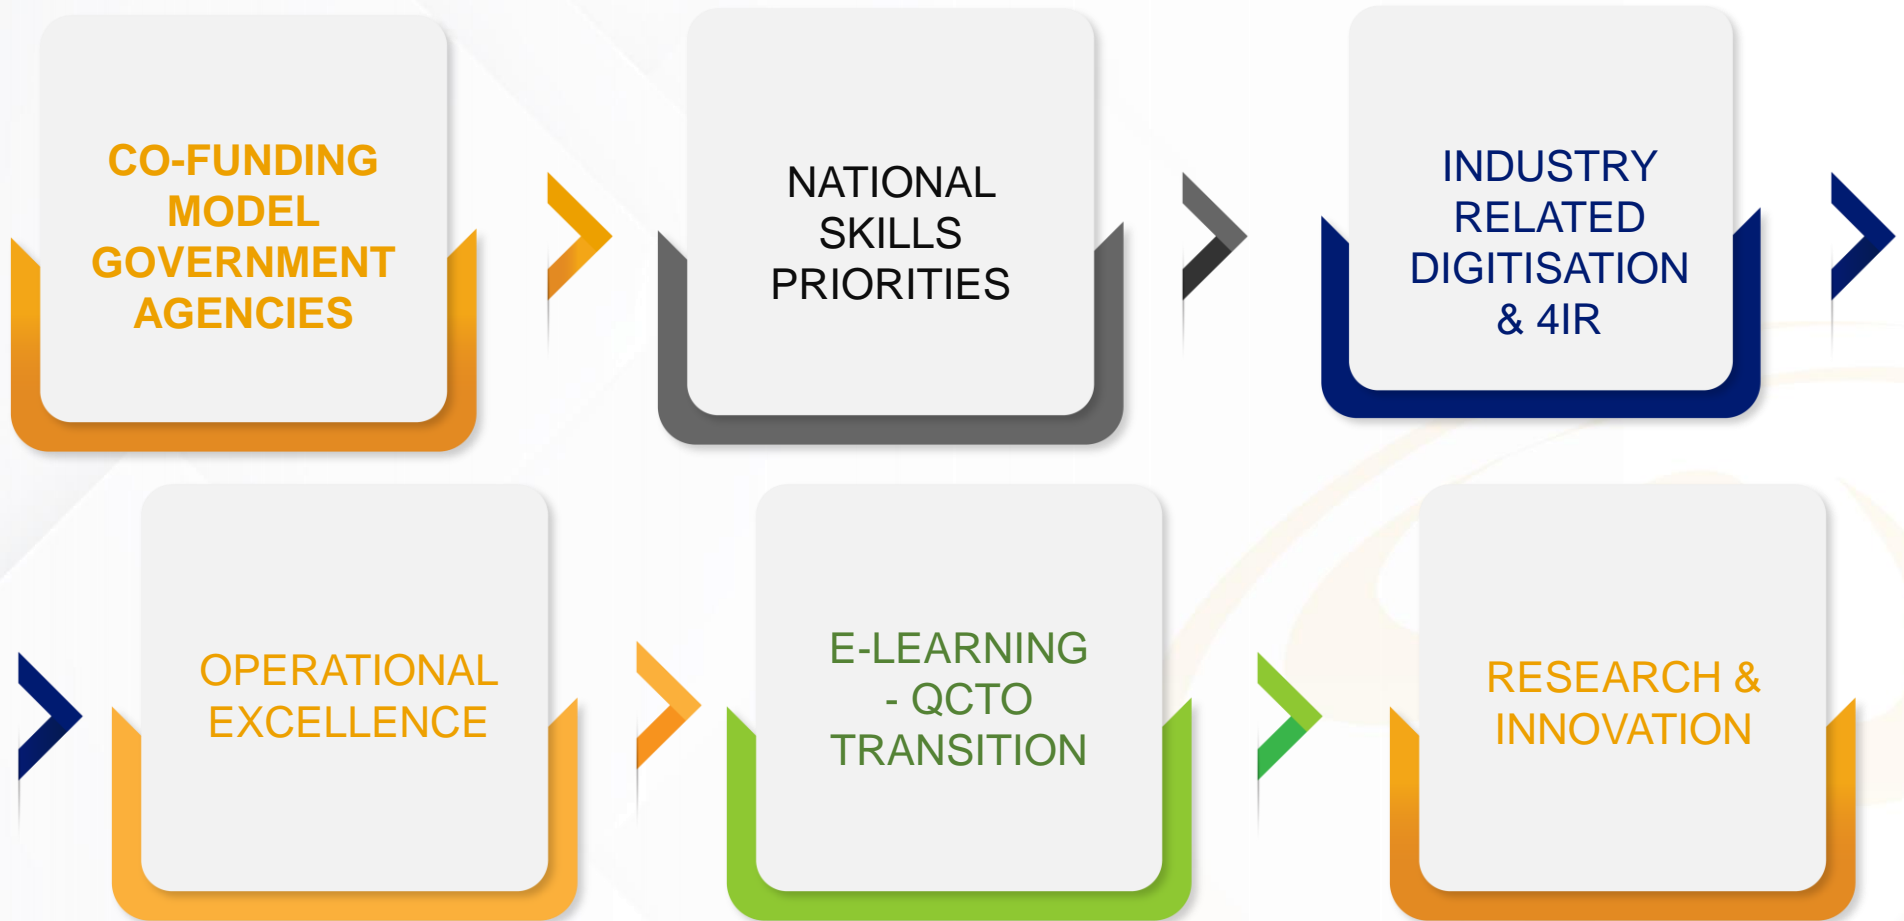 CO-FUNDING
MODEL
GOVERNMENT
AGENCIES
NATIONAL
SKILLS
PRIORITIES
INDUSTRY
RELATED
DIGITISATION
& 4IR
OPERATIONAL
EXCELLENCE
E-LEARNING
- QCTO
TRANSITION
RESEARCH &
INNOVATION